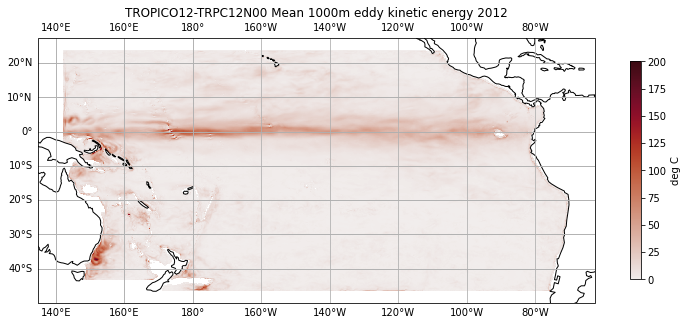 TROPICO12-TRPC12N00 Mean 1000m eddy kinetic energy 2012
140°E 160°E 180° 160°W 140°W 120°W 100°W 80°W
20°N
10°N
0°
10°S
20°S
30°S
40°S
140°E 160°E 180° 160°W 140°W 120°W 100°W 80°W
200
175
150
125
100
75
50
25
0
deg C